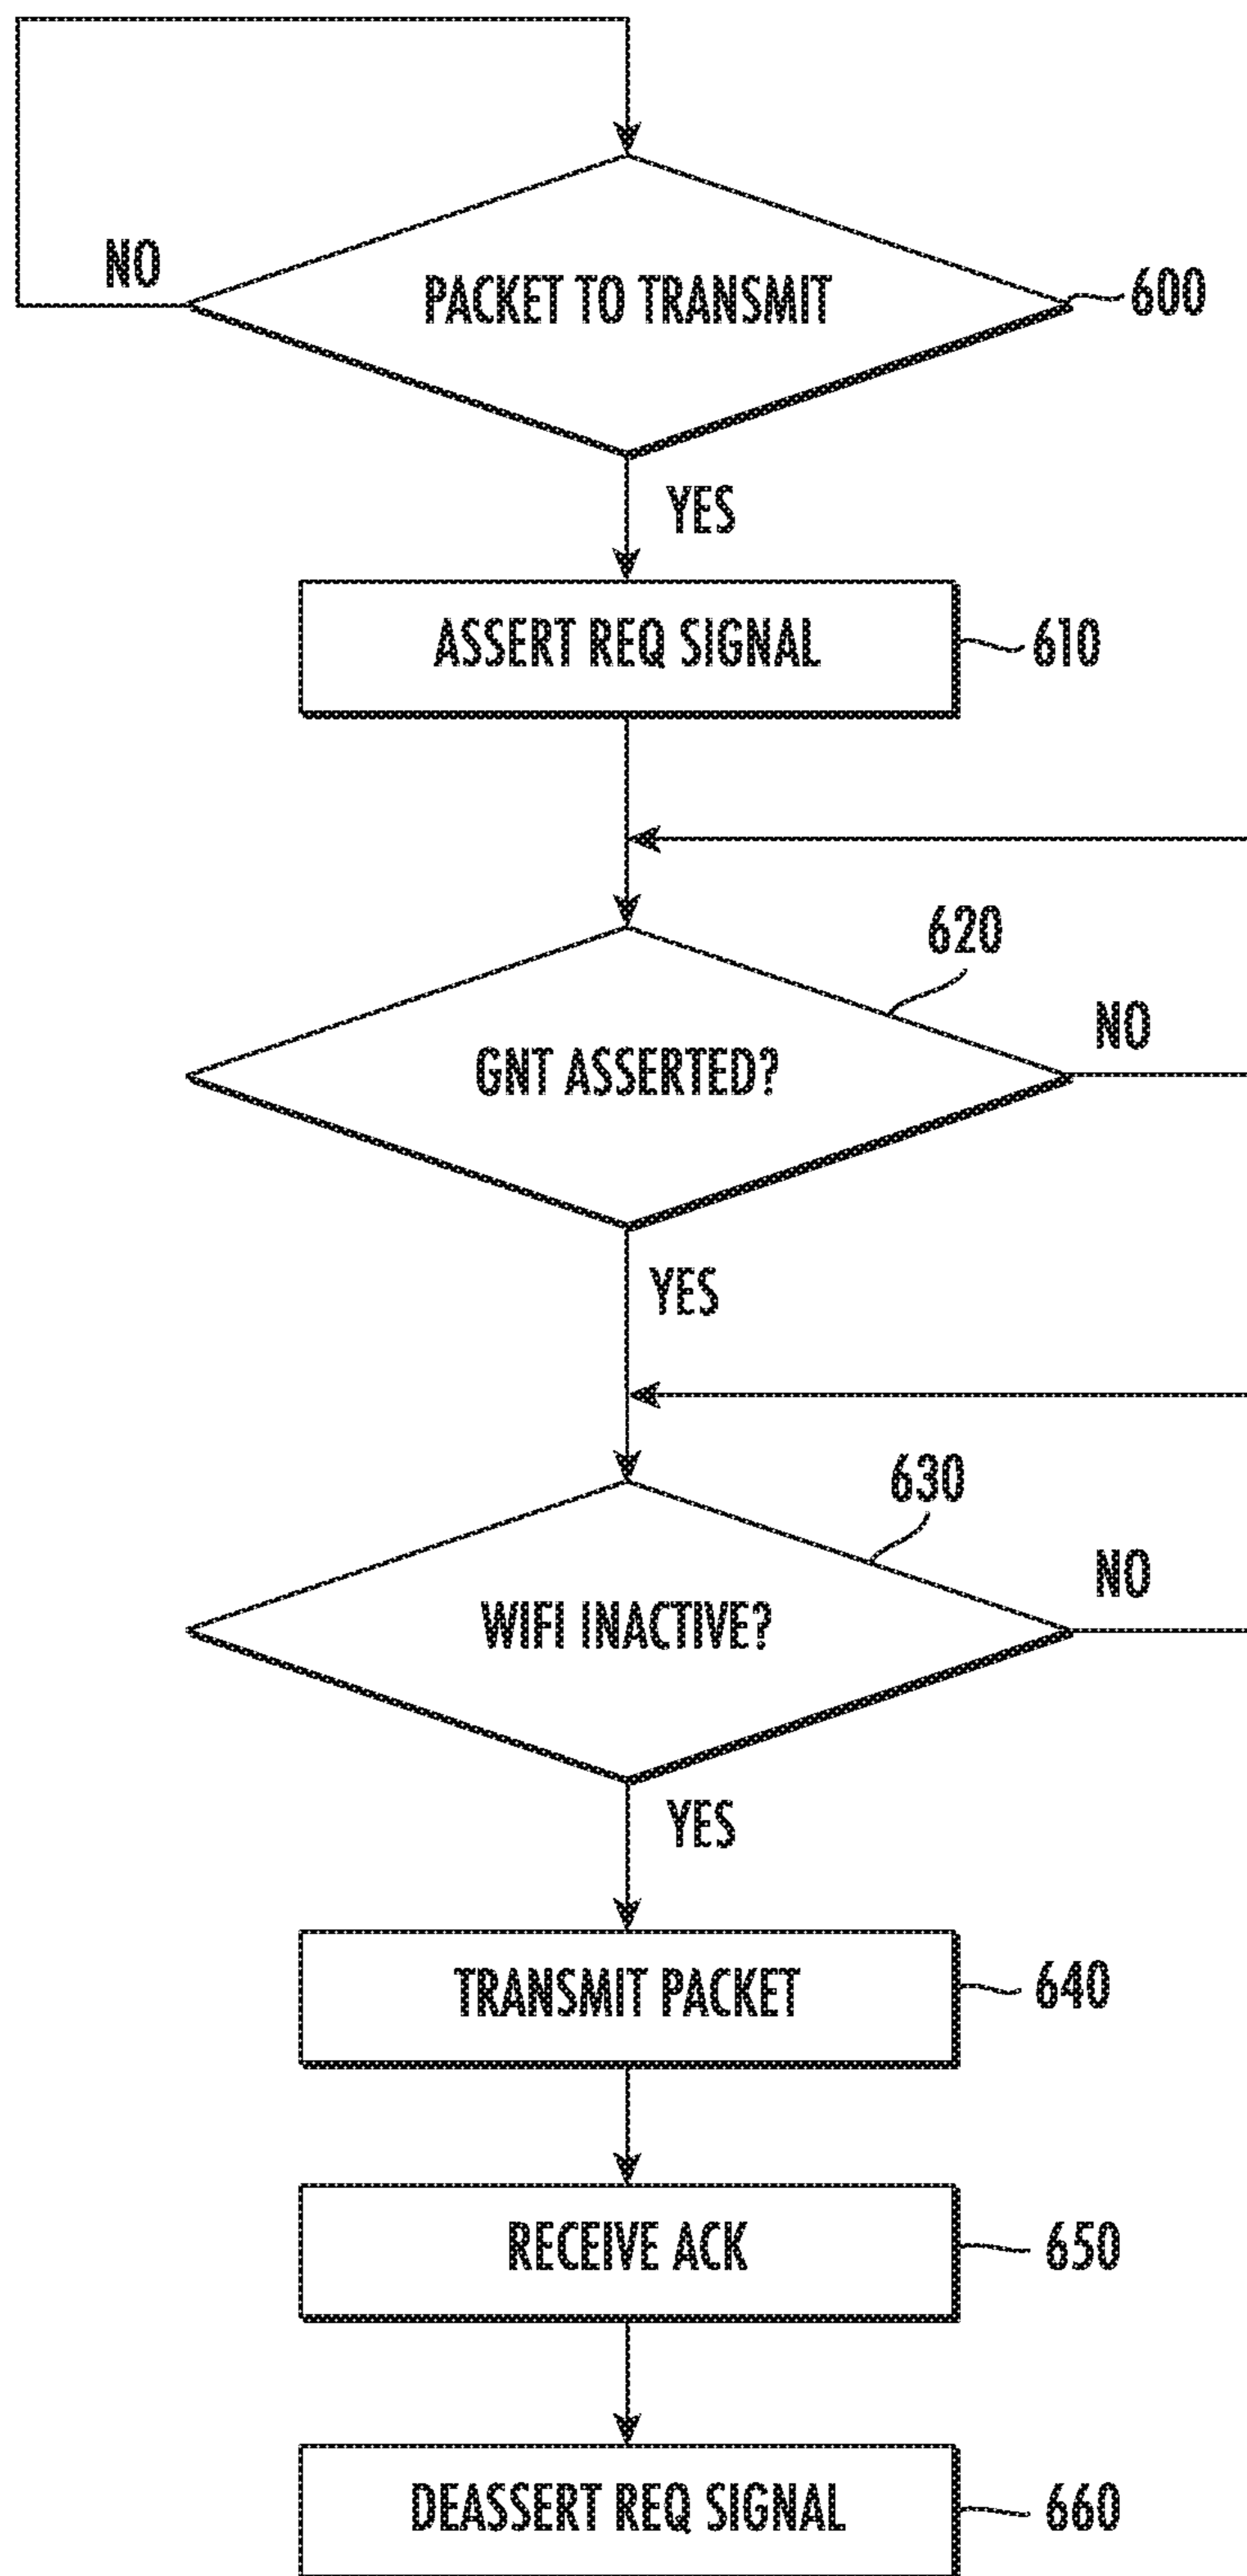 NO
PACKET TO TRANSMIT
600
YES
ASSERT REQ SIGNAL
610
620
GNT ASSERTED?
NO
YES
630
WIFI INACTIVE?
NO
YES
TRANSMIT PACKET
640
RECEIVE ACK
650
DEASSERT REQ SIGNAL
660